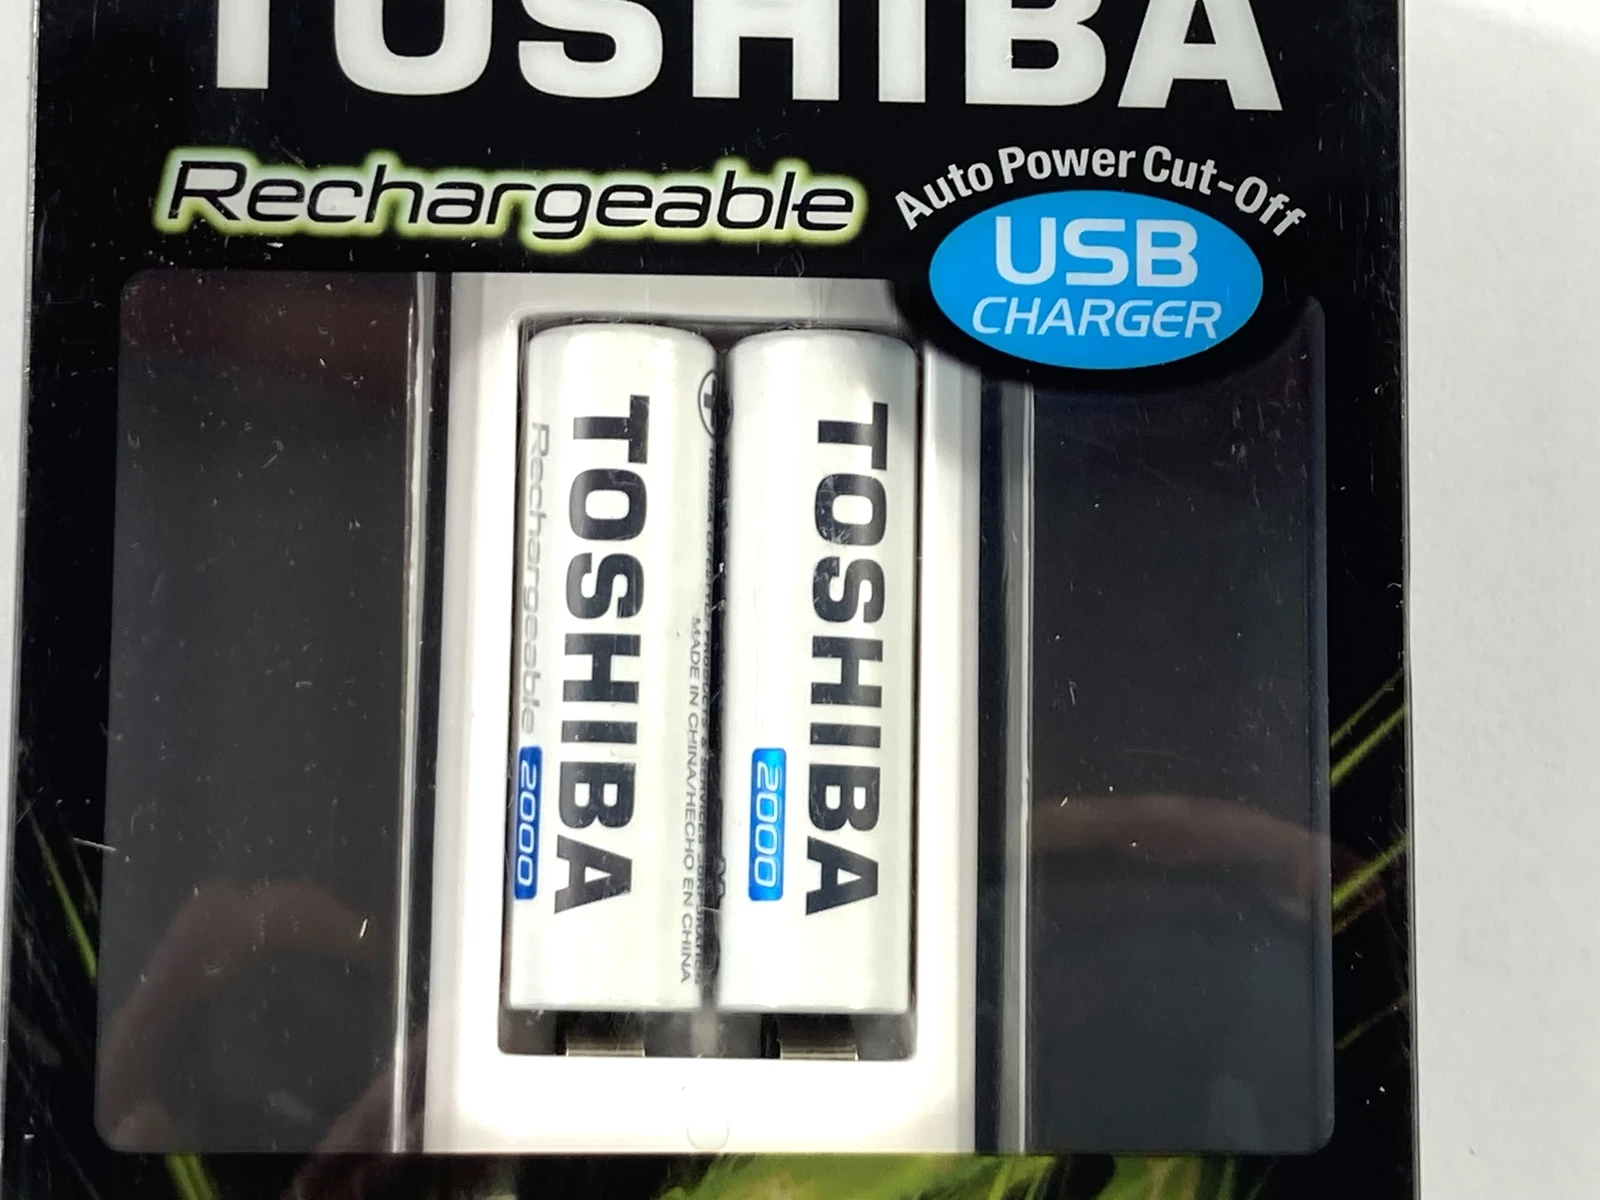 TOSHIBA
Rechargeable
Auto Power Cut-Off
USB
CHARGER
TOSHIBA
Rechargeable 2000
MADE IN CHINA/HECHO EN CHINA
TOSHIBA
2000